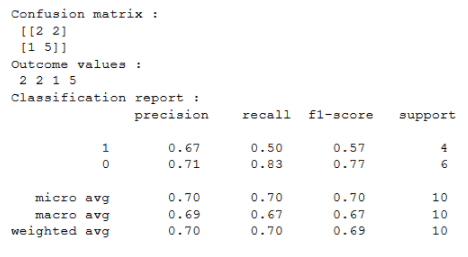 Confusion matrix :
[[2 2]
[1 5]]
Outcome values :
2 2 1 5
Classification report :
precision recall f1-score support
1 0.67 0.50 0.57 4
0 0.71 0.83 0.77 6
micro avg 0.70 0.70 0.70 10
macro avg 0.69 0.67 0.67 10
weighted avg 0.70 0.70 0.69 10